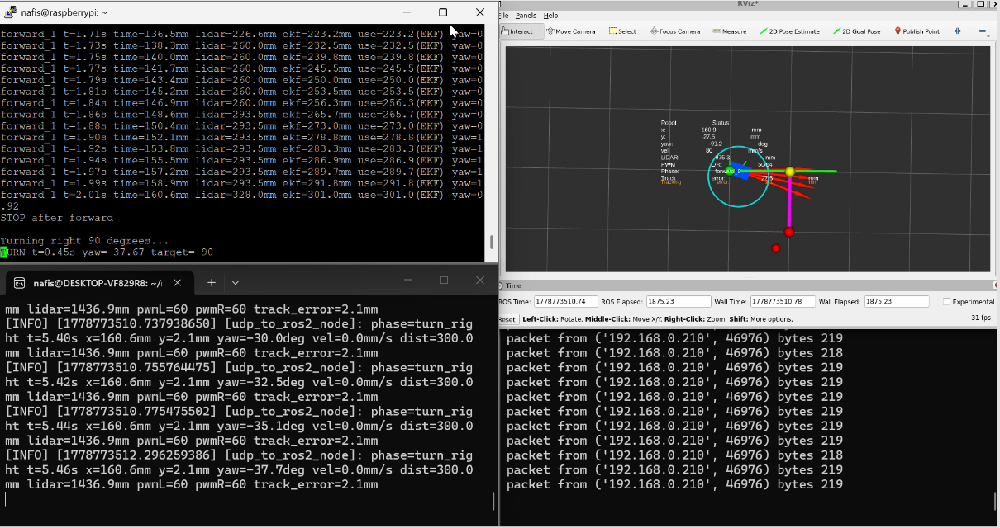 nafis@raspberrypi: ~
forward_1 t=1.71s time=136.5mm lidar=226.6mm ekf=223.2mm use=223.2(EKF) yaw=0
forward_1 t=1.73s time=138.3mm lidar=260.0mm ekf=232.5mm use=232.5(EKF) yaw=0
forward_1 t=1.75s time=140.0mm lidar=260.0mm ekf=239.8mm use=239.8(EKF) yaw=0
forward_1 t=1.77s time=141.7mm lidar=260.0mm ekf=245.5mm use=245.5(EKF) yaw=0
forward_1 t=1.79s time=143.4mm lidar=260.0mm ekf=250.0mm use=250.0(EKF) yaw=0
forward_1 t=1.81s time=145.2mm lidar=260.0mm ekf=253.5mm use=253.5(EKF) yaw=0
forward_1 t=1.84s time=146.9mm lidar=260.0mm ekf=256.3mm use=256.3(EKF) yaw=0
forward_1 t=1.86s time=148.6mm lidar=293.5mm ekf=265.7mm use=265.7(EKF) yaw=0
forward_1 t=1.88s time=150.4mm lidar=293.5mm ekf=273.0mm use=273.0(EKF) yaw=0
forward_1 t=1.90s time=152.1mm lidar=293.5mm ekf=278.8mm use=278.8(EKF) yaw=1
forward_1 t=1.92s time=153.8mm lidar=293.5mm ekf=283.3mm use=283.3(EKF) yaw=1
forward_1 t=1.94s time=155.5mm lidar=293.5mm ekf=286.9mm use=286.9(EKF) yaw=1
forward_1 t=1.97s time=157.2mm lidar=293.5mm ekf=289.7mm use=289.7(EKF) yaw=1
forward_1 t=1.99s time=158.9mm lidar=293.5mm ekf=291.8mm use=291.8(EKF) yaw=1
forward_1 t=2.01s time=160.6mm lidar=328.0mm ekf=301.0mm use=301.0(EKF) yaw=0
.92
STOP after forward
Turning right 90 degrees...
TURN t=0.45s yaw=-37.67 target=-90
RViz*
File Panels Help
Interact Move Camera Select Focus Camera Measure 2D Pose Estimate 2D Goal Pose Publish Point
Robot Status
x: 160.9 mm
y: -27.5 mm
yaw: -91.2 deg
vel: 80 mm/s
LiDAR: 475.3 mm
PWM L/R: 50/64
Phase: forward_2
Track error: 27.5 mm
Tracking error: mm
Time
ROS Time: 1778773510.74 ROS Elapsed: 1875.23 Wall Time: 1778773510.78 Wall Elapsed: 1875.23 Experimental
Reset Left-Click: Rotate. Middle-Click: Move X/Y. Right-Click: Zoom. Shift: More options. 31 fps
nafis@DESKTOP-VF829R8: ~/
mm lidar=1436.9mm pwmL=60 pwmR=60 track_error=2.1mm
[INFO] [1778773510.737938650] [udp_to_ros2_node]: phase=turn_rig
ht t=5.40s x=160.6mm y=2.1mm yaw=-30.0deg vel=0.0mm/s dist=300.0
mm lidar=1436.9mm pwmL=60 pwmR=60 track_error=2.1mm
[INFO] [1778773510.755764475] [udp_to_ros2_node]: phase=turn_rig
ht t=5.42s x=160.6mm y=2.1mm yaw=-32.5deg vel=0.0mm/s dist=300.0
mm lidar=1436.9mm pwmL=60 pwmR=60 track_error=2.1mm
[INFO] [1778773510.775475502] [udp_to_ros2_node]: phase=turn_rig
ht t=5.44s x=160.6mm y=2.1mm yaw=-35.1deg vel=0.0mm/s dist=300.0
mm lidar=1436.9mm pwmL=60 pwmR=60 track_error=2.1mm
[INFO] [1778773512.296259386] [udp_to_ros2_node]: phase=turn_rig
ht t=5.46s x=160.6mm y=2.1mm yaw=-37.7deg vel=0.0mm/s dist=300.0
mm lidar=1436.9mm pwmL=60 pwmR=60 track_error=2.1mm
packet from ('192.168.0.210', 46976) bytes 219
packet from ('192.168.0.210', 46976) bytes 218
packet from ('192.168.0.210', 46976) bytes 219
packet from ('192.168.0.210', 46976) bytes 219
packet from ('192.168.0.210', 46976) bytes 219
packet from ('192.168.0.210', 46976) bytes 219
packet from ('192.168.0.210', 46976) bytes 219
packet from ('192.168.0.210', 46976) bytes 219
packet from ('192.168.0.210', 46976) bytes 218
packet from ('192.168.0.210', 46976) bytes 219
packet from ('192.168.0.210', 46976) bytes 219